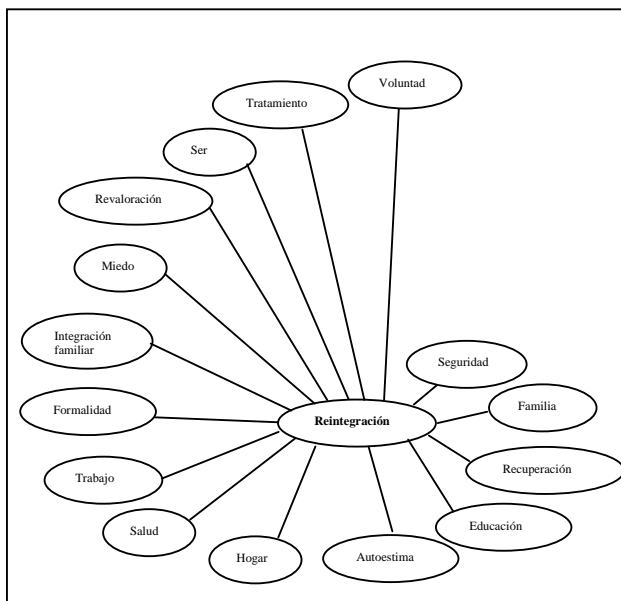 Voluntad
Tratamiento
Ser
Revaloración
Miedo
Integración
familiar
Seguridad
Familia
Formalidad
Reintegración
Recuperación
Trabajo
Salud
Educación
Hogar
Autoestima